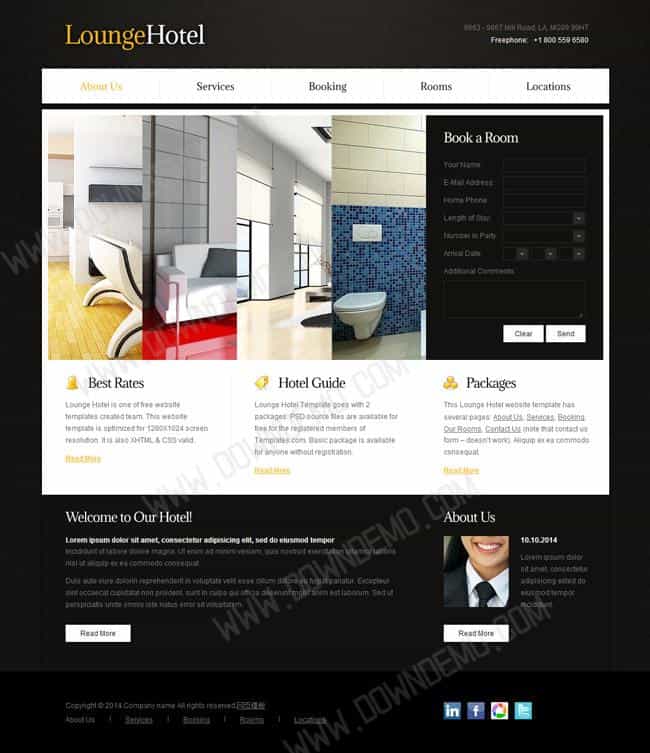 LoungeHotel
9863 - 9867 Mill Road, LA, MG09 99HT
Freephone: +1 800 559 6580
About Us Services Booking Rooms Locations
Book a Room
Your Name:
E-Mail Address:
Home Phone:
Length of Stay:
Number in Party:
Arrival Date:
Additional Comments:
Clear Send
Best Rates
Lounge Hotel is one of free website
templates created team. This website
template is optimized for 1280X1024 screen
resolution. It is also XHTML & CSS valid.
Read More
Hotel Guide
Lounge Hotel Template goes with 2
packages: PSD source files are available for
free for the registered members of
Templates.com. Basic package is available
for anyone without registration.
Read More
Packages
This Lounge Hotel website template has
several pages: About Us, Services, Booking,
Our Rooms, Contact Us (note that contact us
form – doesn't work). Aliquip ex ea commodo
consequat.
Read More
Welcome to Our Hotel!
Lorem ipsum dolor sit amet, consectetur adipisicing elit, sed do eiusmod tempor
incididunt ut labore dolore magna. Ut enim ad minim veniam, quis nostrud exercitation ullamco laboris
nisi ut aliquip ex ea commodo consequat.
Duis aute irure dolorin reprehenderit in voluptate velit esse cillum dolore eu fugiat pariatur. Excepteur
sint occaecat cupidatat non proident, sunt in culpa qui officia deserunt mollit anim est laborum. Sed ut
perspiciatis unde omnis iste natus error sit voluptatem.
Read More
About Us
10.10.2014
Lorem ipsum dolor
sit amet, consectetur
adipisicing elited do
eiusmod tempor
incididunt.
Read More
Copyright © 2014.Company name All rights reserved.网页模板
About Us | Services | Booking | Rooms | Locations
WWW.DOWNDEMO.COM
WWW.DOWNDEMO.COM
WWW.DOWNDEMO.COM
WWW.DOWNDEMO.COM